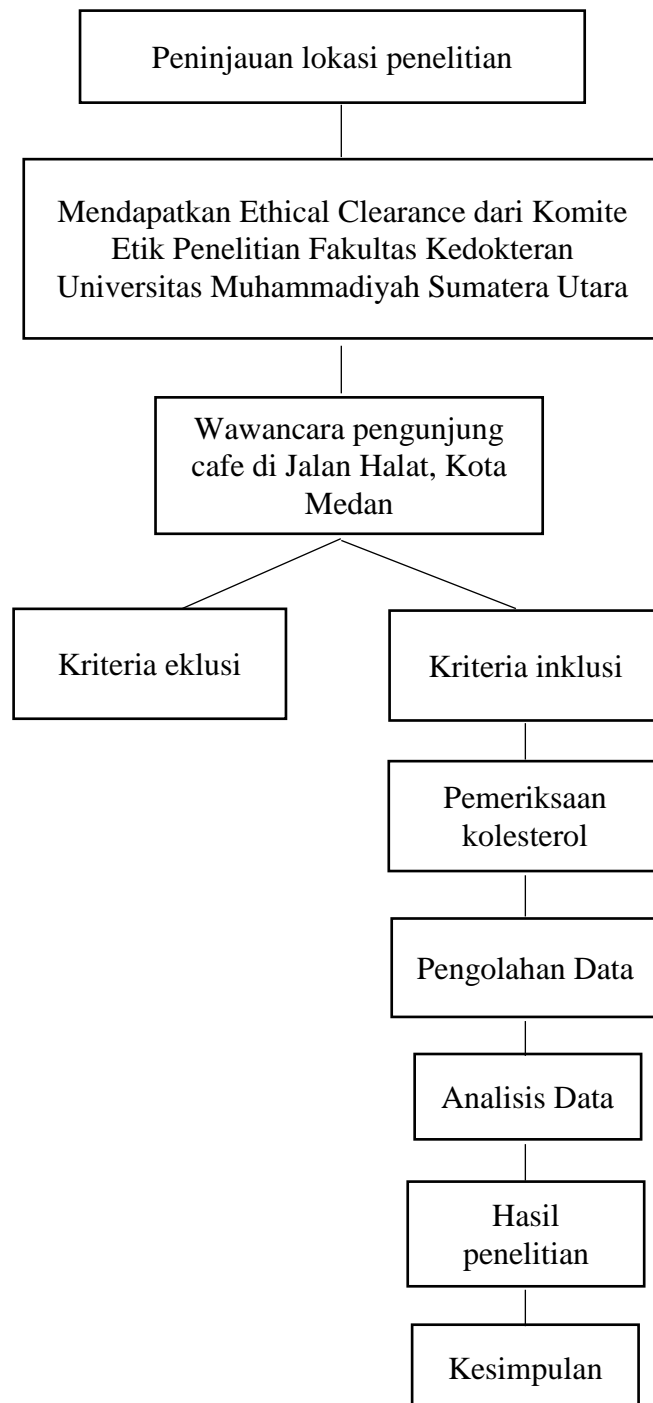 Peninjauan lokasi penelitian
Mendapatkan Ethical Clearance dari Komite
Etik Penelitian Fakultas Kedokteran
Universitas Muhammadiyah Sumatera Utara
Wawancara pengunjung
cafe di Jalan Halat, Kota
Medan
Kriteria eklusi
Kriteria inklusi
Pemeriksaan
kolesterol
Pengolahan Data
Analisis Data
Hasil
penelitian
Kesimpulan